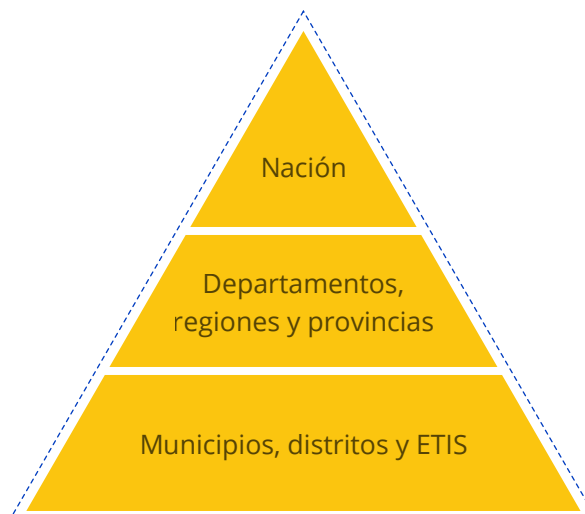 Nación
Departamentos,
regiones y provincias
Municipios, distritos y ETIS